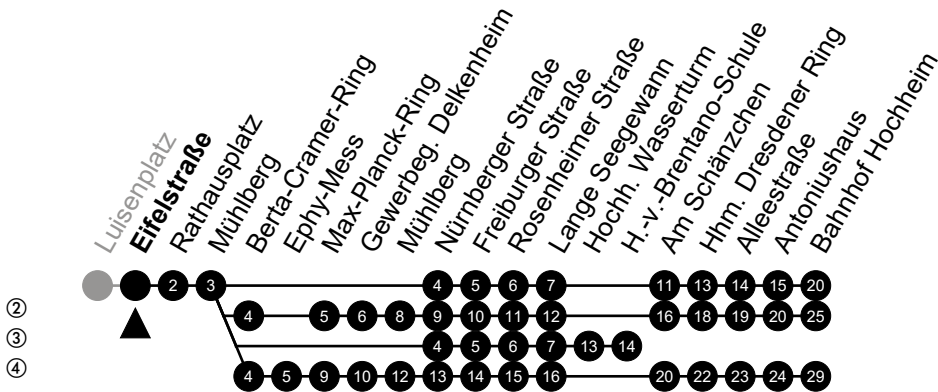 Luisenplatz
Eifelstraße
Rathausplatz
Mühlberg
Berta-Cramer-Ring
Ephy-Mess
Max-Planck-Ring
Gewerbeg. Delkenheim
Mühlberg
Nürnberger Straße
Freiburger Straße
Rosenheimer Straße
Lange Seegewann
Hochh. Wasserturm
H.-v.-Brentano-Schule
Am Schänzchen
Hhm. Dresdener Ring
Alleestraße
Antoniushaus
Bahnhof Hochheim
2 3 4 5 6 7 11 13 14 15 20
② 4 5 6 8 9 10 11 12 16 18 19 20 25
③ 4 5 6 7 13 14
④ 4 5 9 10 12 13 14 15 16 20 22 23 24 29